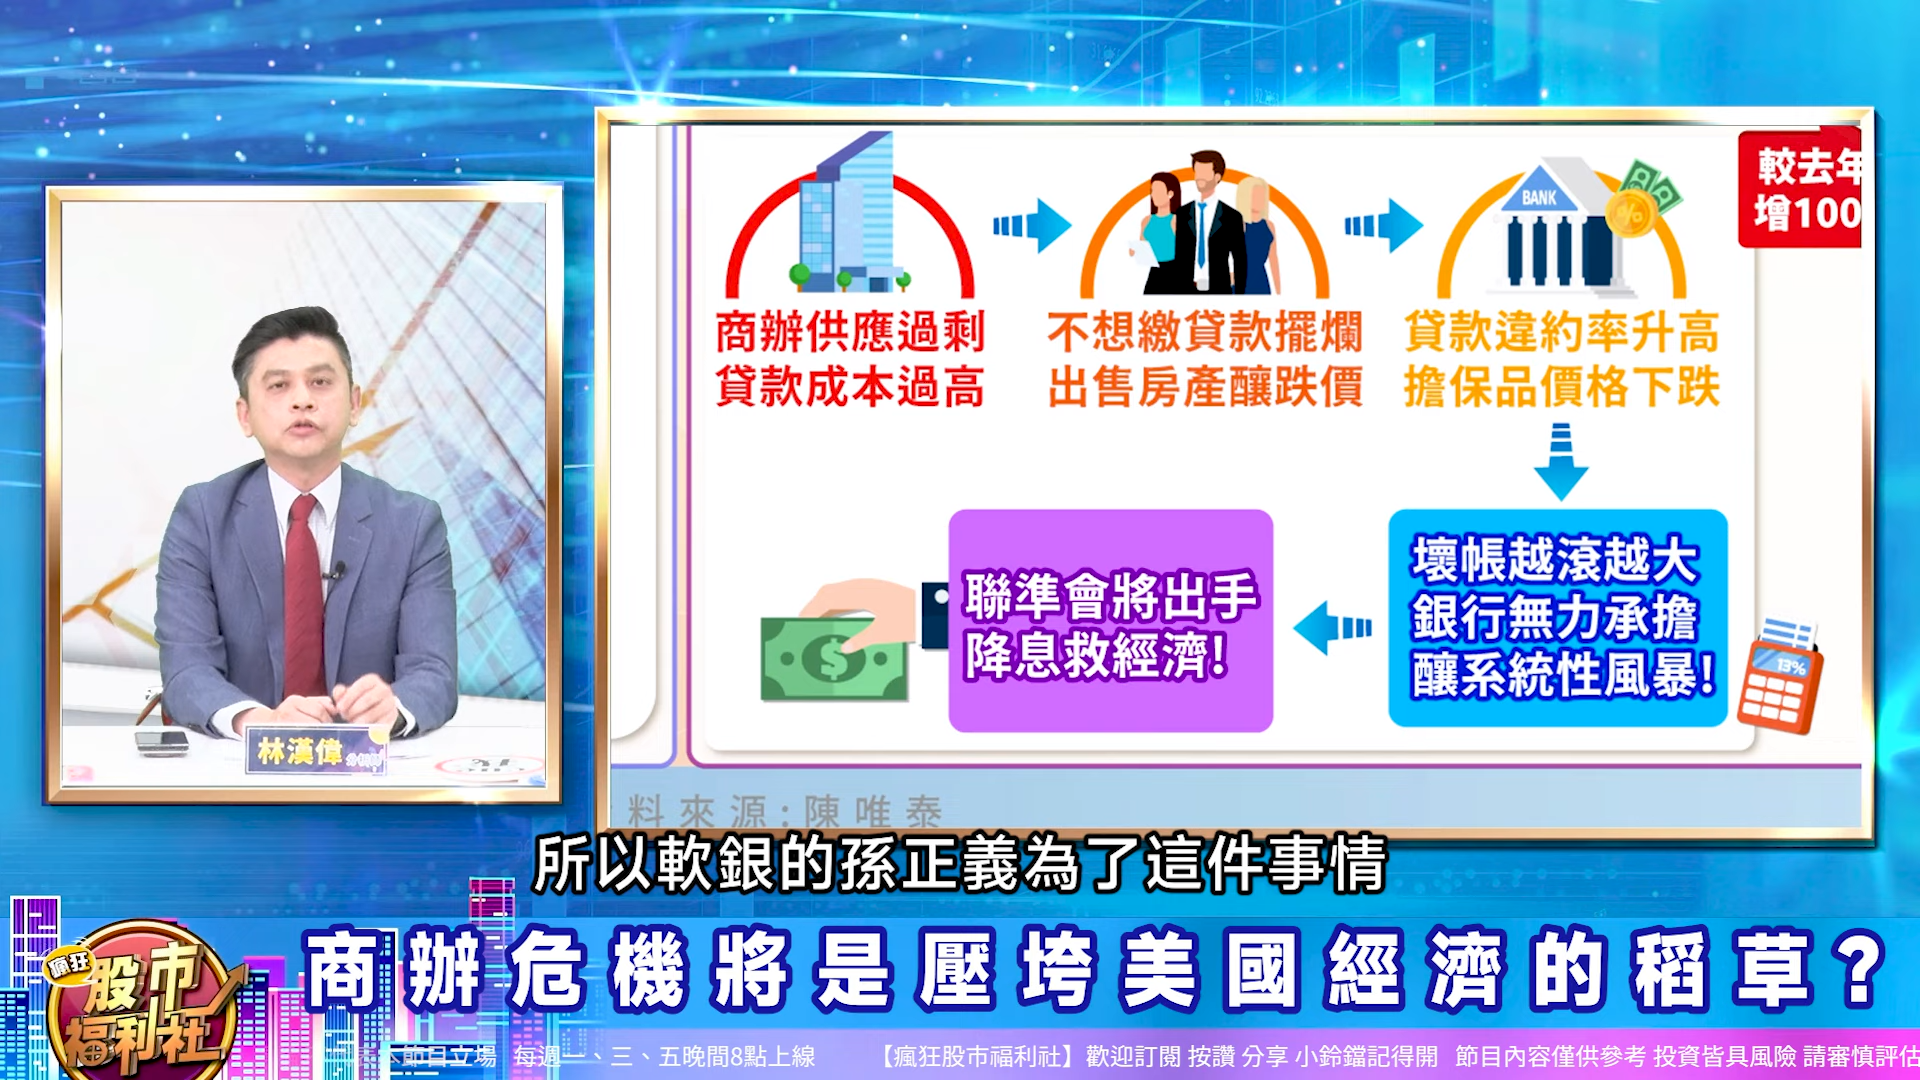 較去年
增100
BANK
商辦供應過剩
貸款成本過高
不想繳貸款擺爛
出售房產釀跌價
貸款違約率升高
擔保品價格下跌
壞帳越滾越大
銀行無力承擔
釀系統性風暴!
聯準會將出手
降息救經濟!
13%
林漢偉 分析師
料來源:陳唯泰
所以軟銀的孫正義為了這件事情
商辦危機將是壓垮美國經濟的稻草?
瘋狂
股市
福利社
本節目立場 每週一、三、五晚間8點上線 【瘋狂股市福利社】歡迎訂閱 按讚 分享 小鈴鐺記得開 節目內容僅供參考 投資皆具風險 請審慎評估